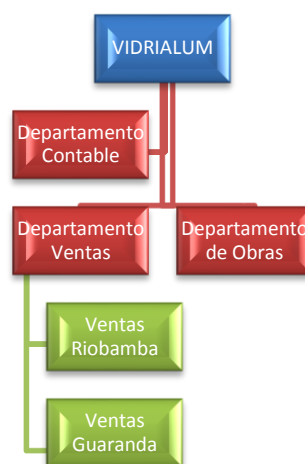 VIDRIALUM
Departamento
Contable
Departamento
Ventas
Departamento
de Obras
Ventas
Riobamba
Ventas
Guaranda